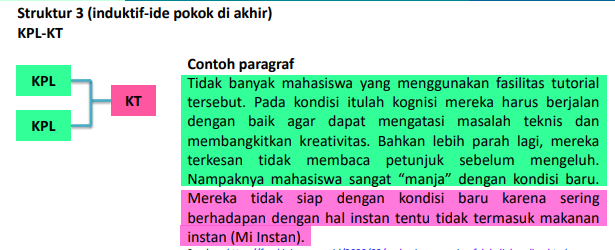 Struktur 3 (induktif-ide pokok di akhir)
KPL-KT
KPL
KT
KPL
Contoh paragraf
Tidak banyak mahasiswa yang menggunakan fasilitas tutorial
tersebut. Pada kondisi itulah kognisi mereka harus berjalan
dengan baik agar dapat mengatasi masalah teknis dan
membangkitkan kreativitas. Bahkan lebih parah lagi, mereka
terkesan tidak membaca petunjuk sebelum mengeluh.
Nampaknya mahasiswa sangat “manja” dengan kondisi baru.
Mereka tidak siap dengan kondisi baru karena sering
berhadapan dengan hal instan tentu tidak termasuk makanan
instan (Mi Instan).